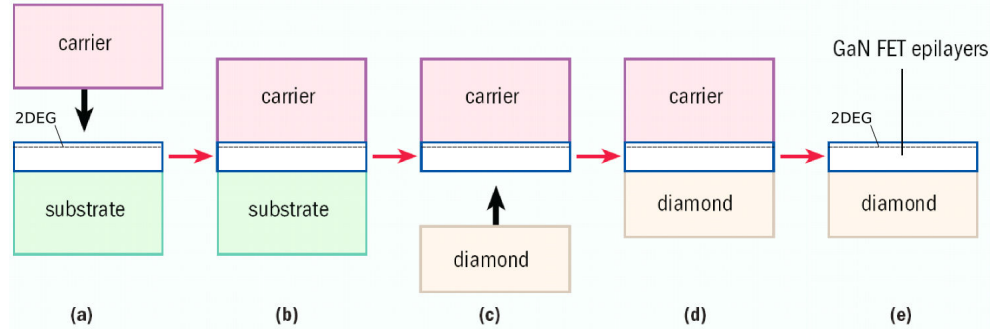 carrier
2DEG
substrate
(a)
carrier
substrate
(b)
carrier
diamond
(c)
carrier
diamond
(d)
GaN FET epilayers
2DEG
diamond
(e)